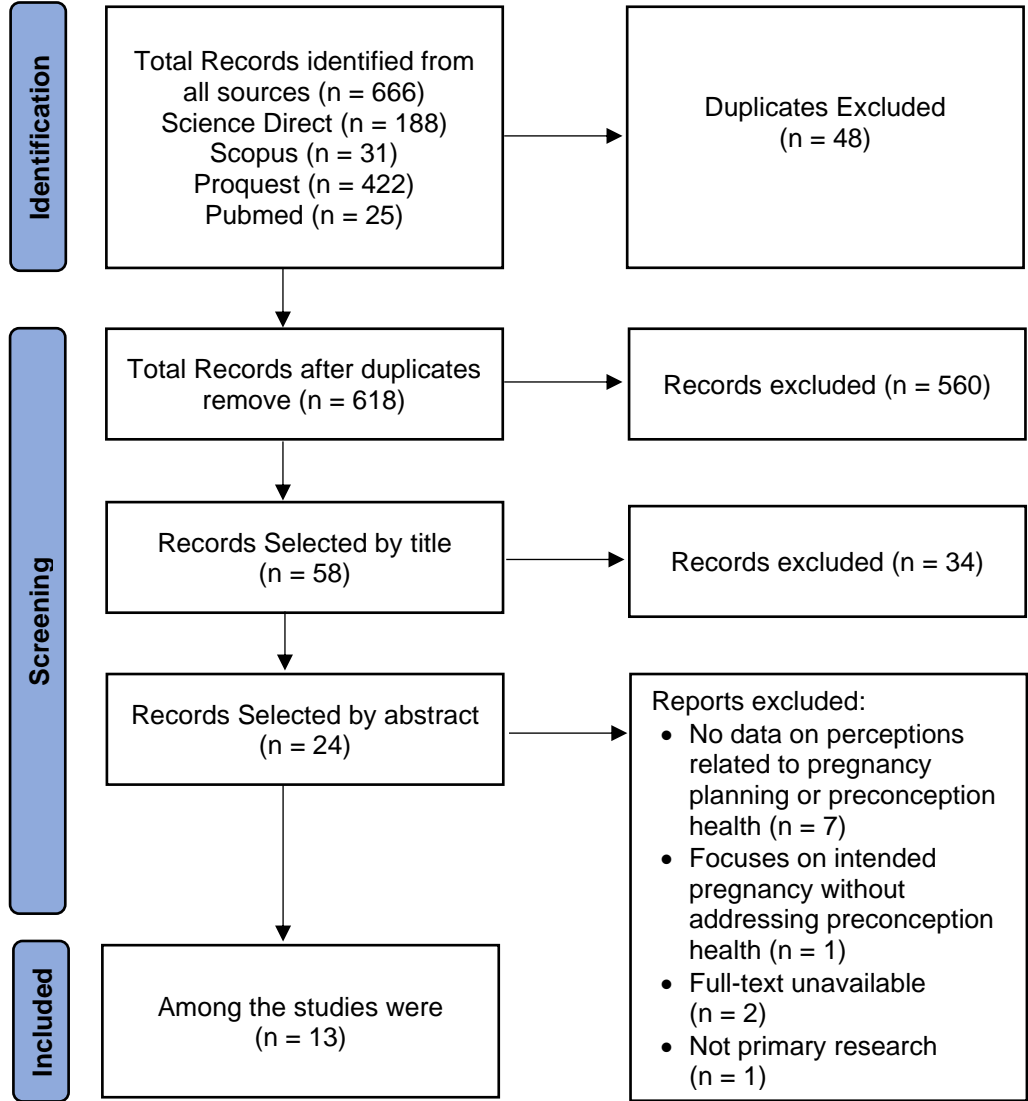 Identification
Total Records identified from
all sources (n = 666)
Science Direct (n = 188)
Scopus (n = 31)
Proquest (n = 422)
Pubmed (n = 25)
Duplicates Excluded
(n = 48)
Screening
Total Records after duplicates
remove (n = 618)
Records excluded (n = 560)
Records Selected by title
(n = 58)
Records excluded (n = 34)
Records Selected by abstract
(n = 24)
Reports excluded:
• No data on perceptions
related to pregnancy
planning or preconception
health (n = 7)
• Focuses on intended
pregnancy without
addressing preconception
health (n = 1)
• Full-text unavailable
(n = 2)
• Not primary research
(n = 1)
Included
Among the studies were
(n = 13)